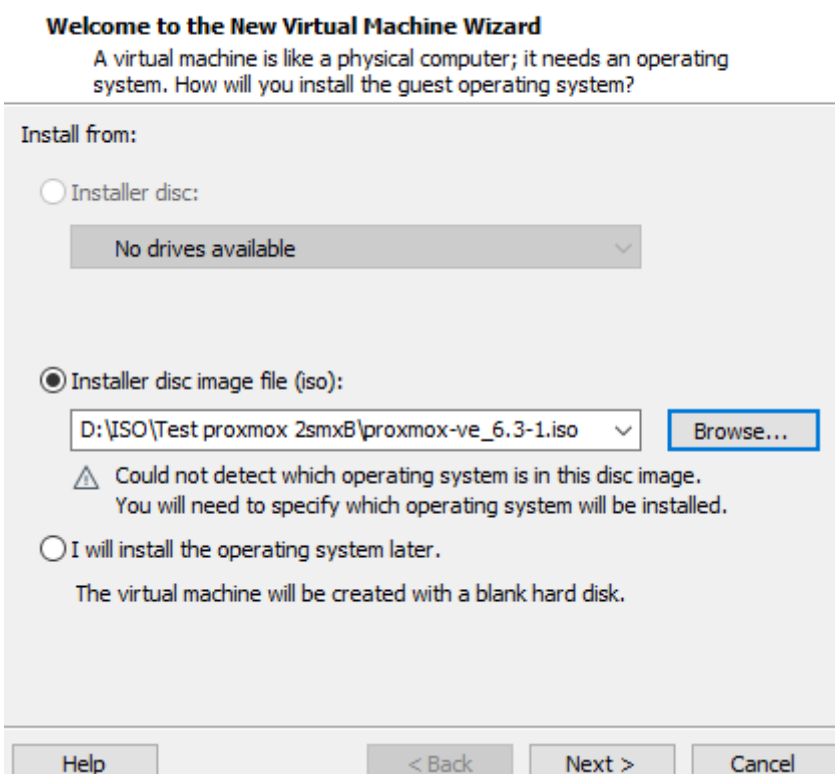 Welcome to the New Virtual Machine Wizard
A virtual machine is like a physical computer; it needs an operating
system. How will you install the guest operating system?
Install from:
Installer disc:
No drives available
Installer disc image file (iso):
D:\ISO\Test proxmox 2smxB\proxmox-ve_6.3-1.iso
Browse...
Could not detect which operating system is in this disc image.
You will need to specify which operating system will be installed.
I will install the operating system later.
The virtual machine will be created with a blank hard disk.
Help
< Back
Next >
Cancel